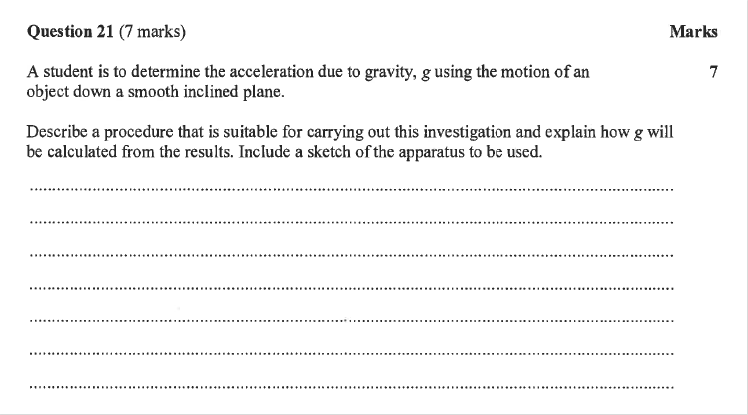 Question 21 (7 marks) Marks
A student is to determine the acceleration due to gravity, g using the motion of an 7
object down a smooth inclined plane.
Describe a procedure that is suitable for carrying out this investigation and explain how g will
be calculated from the results. Include a sketch of the apparatus to be used.